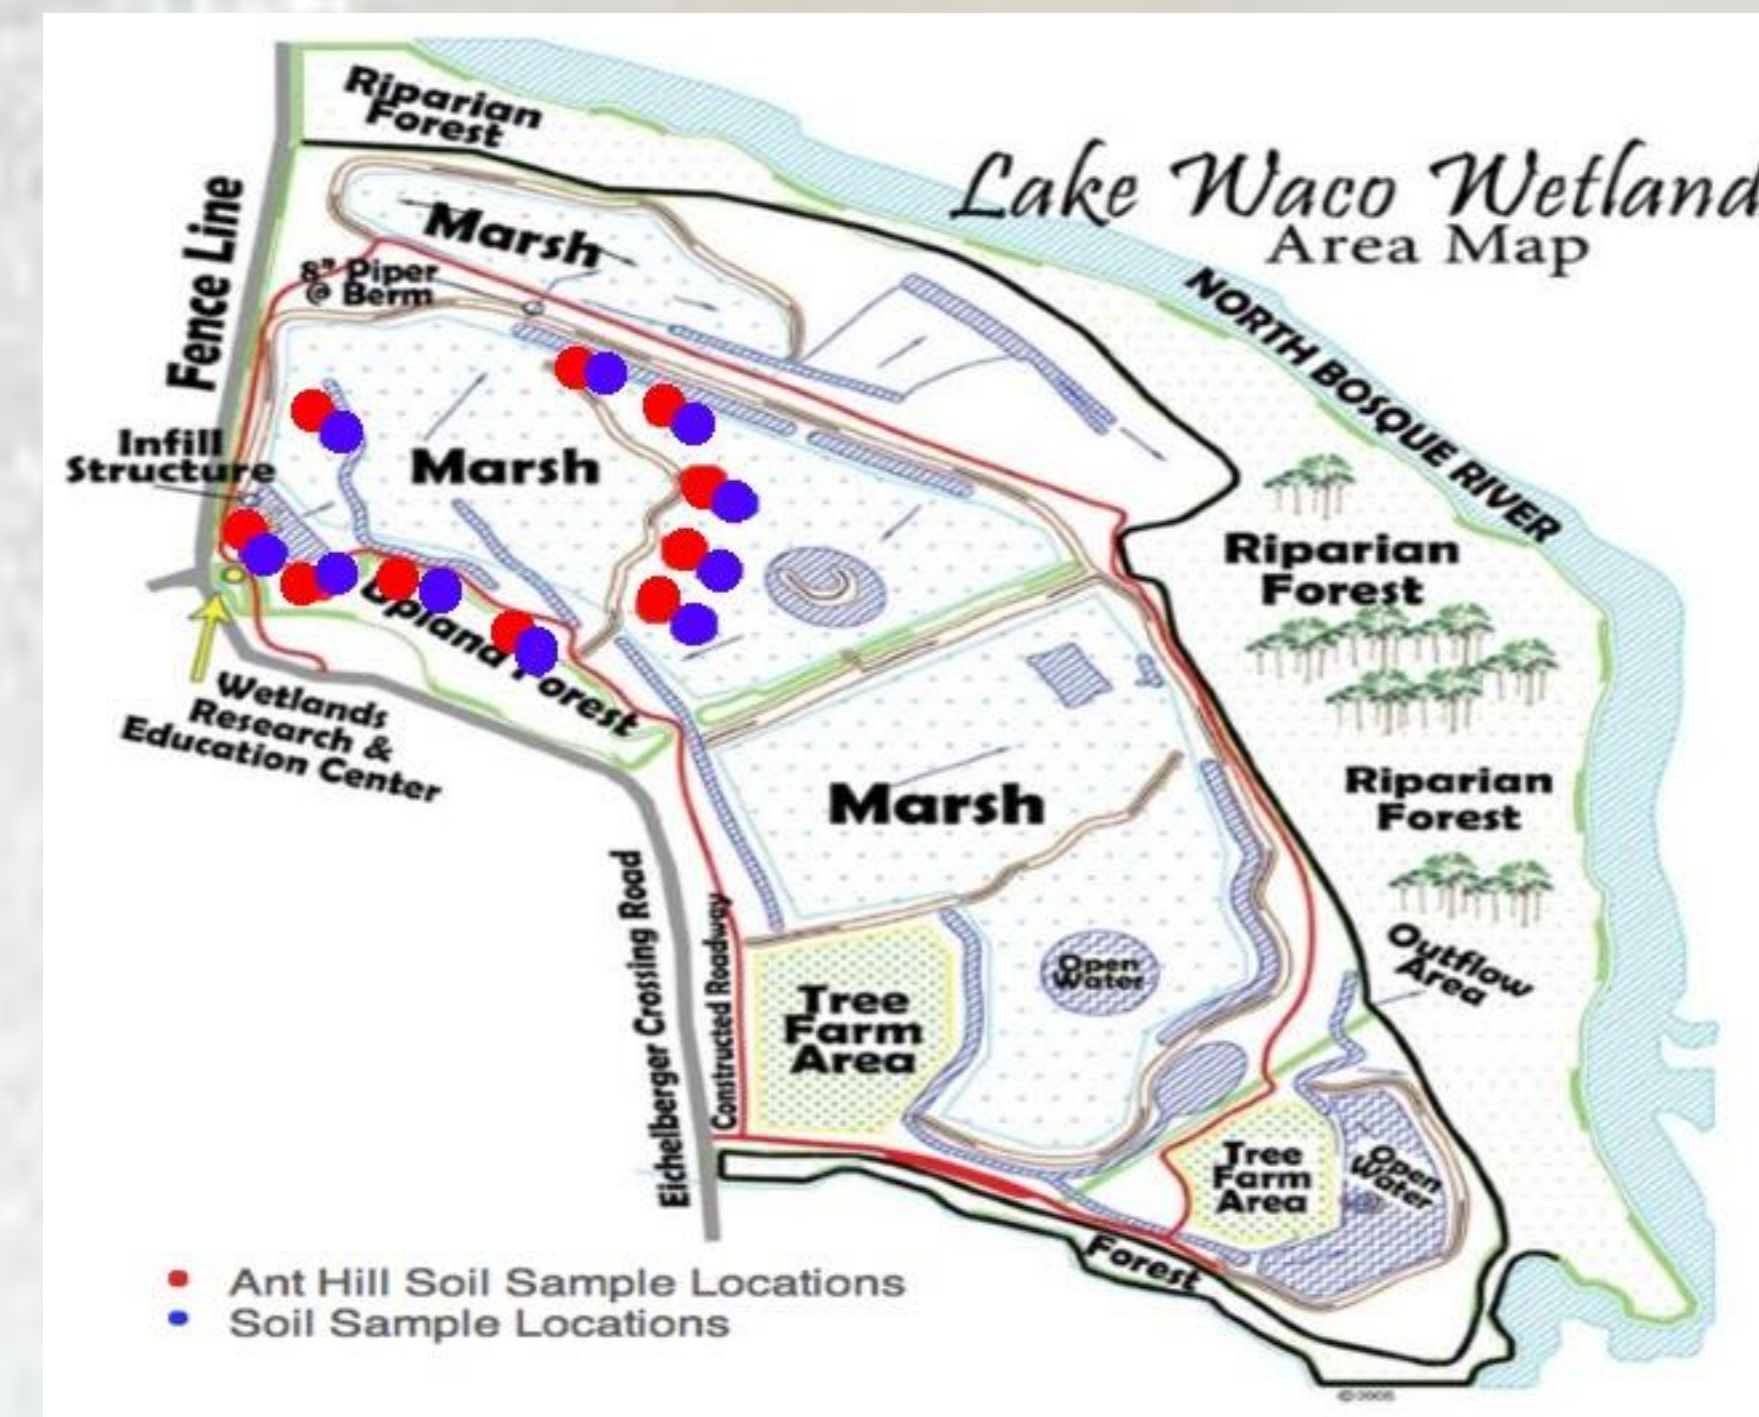 Riparian
Forest
Lake Waco Wetland
Area Map
Fence Line
Marsh
8" Piper
@ Berm
NORTH BOSQUE RIVER
Infill
Structure
Marsh
Riparian
Forest
Upland Forest
Wetlands
Research &
Education Center
Marsh
Riparian
Forest
Eichelberger Crossing Road
Constructed Roadway
Outflow
Area
Open
Water
Tree
Farm
Area
Tree
Farm
Area
Open
Water
Forest
Ant Hill Soil Sample Locations
Soil Sample Locations
©2005